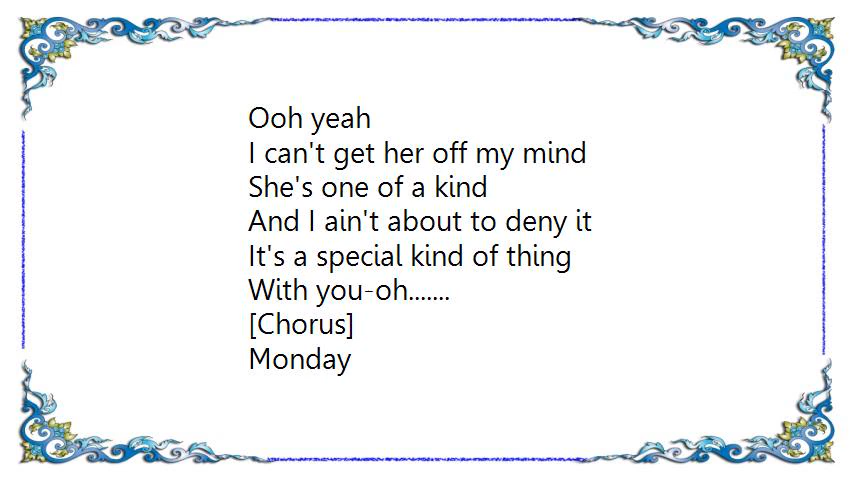 Ooh yeah
I can't get her off my mind
She's one of a kind
And I ain't about to deny it
It's a special kind of thing
With you-oh.......
[Chorus]
Monday